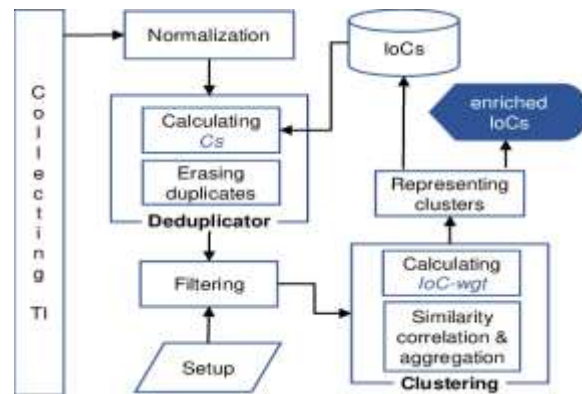 Collecting TI
Normalization
IoCs
enriched
IoCs
Calculating
Cs
Erasing
duplicates
Deduplicator
Representing
clusters
Filtering
Calculating
IoC-wgt
Similarity
correlation &
aggregation
Clustering
Setup